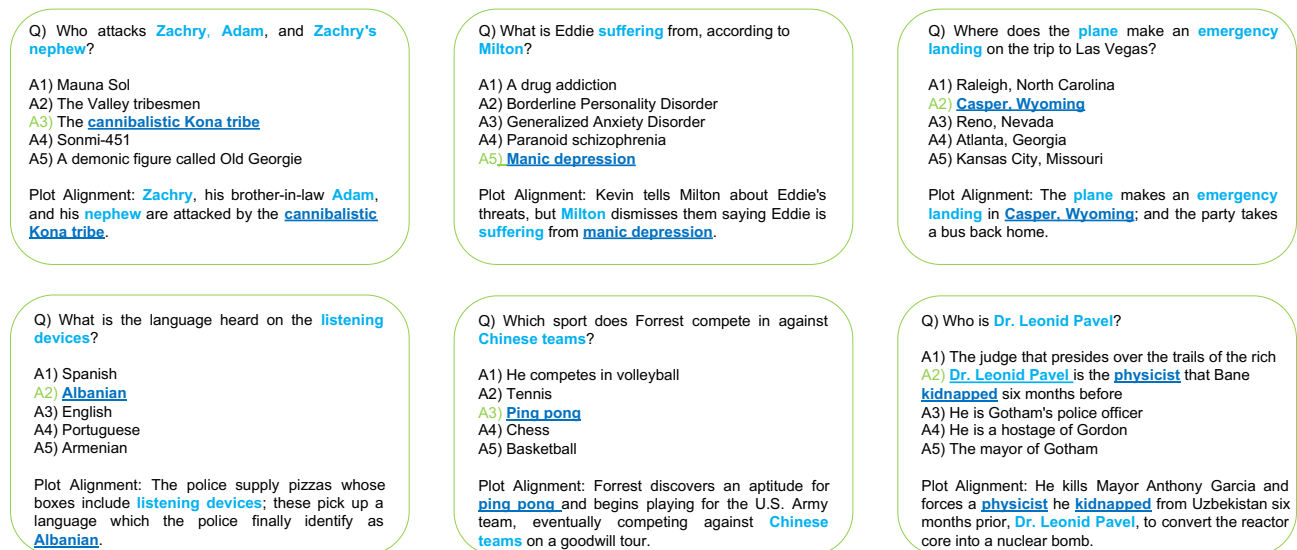 Q) Who attacks Zachry, Adam, and Zachry's
nephew?
A1) Mauna Sol
A2) The Valley tribesmen
A3) The cannibalistic Kona tribe
A4) Sonmi-451
A5) A demonic figure called Old Georgie
Plot Alignment: Zachry, his brother-in-law Adam,
and his nephew are attacked by the cannibalistic
Kona tribe.
Q) What is Eddie suffering from, according to
Milton?
A1) A drug addiction
A2) Borderline Personality Disorder
A3) Generalized Anxiety Disorder
A4) Paranoid schizophrenia
A5) Manic depression
Plot Alignment: Kevin tells Milton about Eddie's
threats, but Milton dismisses them saying Eddie is
suffering from manic depression.
Q) Where does the plane make an emergency
landing on the trip to Las Vegas?
A1) Raleigh, North Carolina
A2) Casper, Wyoming
A3) Reno, Nevada
A4) Atlanta, Georgia
A5) Kansas City, Missouri
Plot Alignment: The plane makes an emergency
landing in Casper, Wyoming; and the party takes
a bus back home.
Q) What is the language heard on the listening
devices?
A1) Spanish
A2) Albanian
A3) English
A4) Portuguese
A5) Armenian
Plot Alignment: The police supply pizzas whose
boxes include listening devices; these pick up a
language which the police finally identify as
Albanian.
Q) Which sport does Forrest compete in against
Chinese teams?
A1) He competes in volleyball
A2) Tennis
A3) Ping pong
A4) Chess
A5) Basketball
Plot Alignment: Forrest discovers an aptitude for
ping pong and begins playing for the U.S. Army
team, eventually competing against Chinese
teams on a goodwill tour.
Q) Who is Dr. Leonid Pavel?
A1) The judge that presides over the trails of the rich
A2) Dr. Leonid Pavel is the physicist that Bane
kidnapped six months before
A3) He is Gotham's police officer
A4) He is a hostage of Gordon
A5) The mayor of Gotham
Plot Alignment: He kills Mayor Anthony Garcia and
forces a physicist he kidnapped from Uzbekistan six
months prior, Dr. Leonid Pavel, to convert the reactor
core into a nuclear bomb.